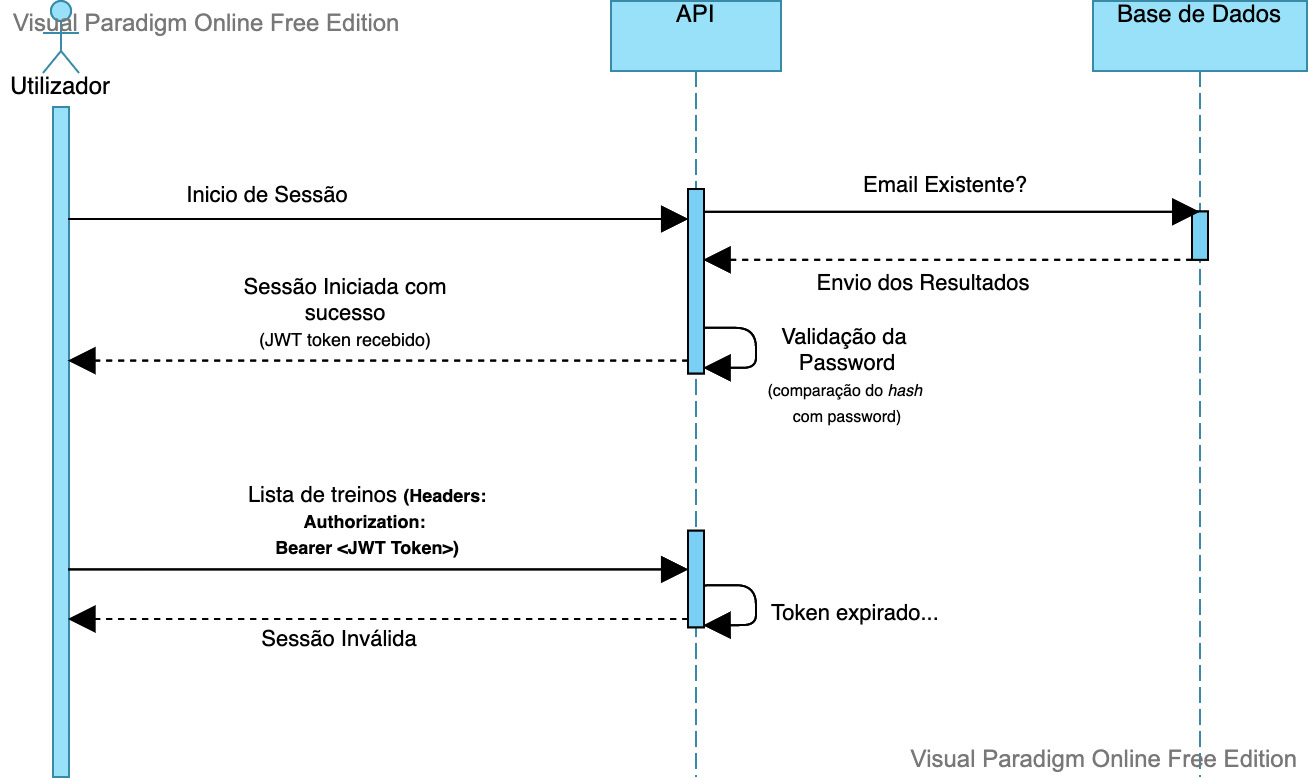 Visual Paradigm Online Free Edition
API
Base de Dados
Utilizador
Inicio de Sessão
Email Existente?
Envio dos Resultados
Sessão Iniciada com
sucesso
(JWT token recebido)
Validação da
Password
(comparação do hash
com password)
Lista de treinos (Headers:
Authorization:
Bearer <JWT Token>)
Token expirado...
Sessão Inválida
Visual Paradigm Online Free Edition